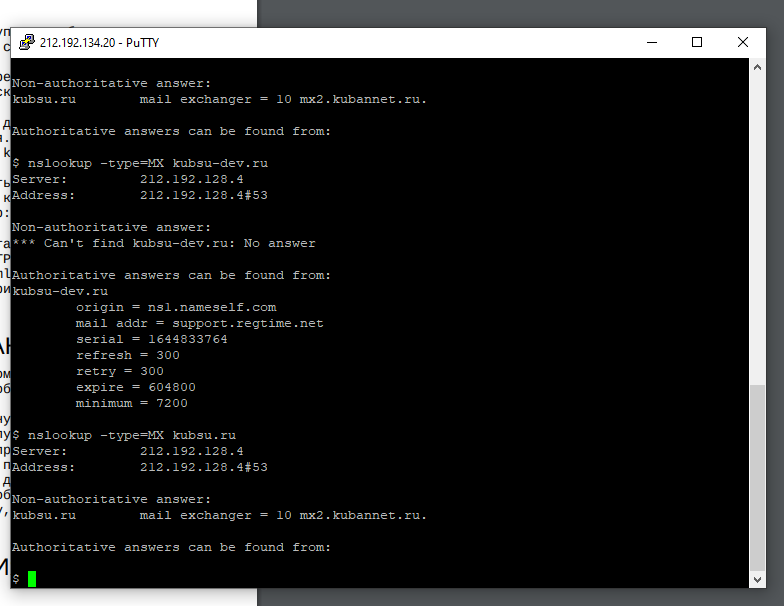 212.192.134.20 - PuTTY
Non-authoritative answer:
kubsu.ru        mail exchanger = 10 mx2.kubannet.ru.
Authoritative answers can be found from:
$ nslookup -type=MX kubsu-dev.ru
Server:         212.192.128.4
Address:        212.192.128.4#53
Non-authoritative answer:
*** Can't find kubsu-dev.ru: No answer
Authoritative answers can be found from:
kubsu-dev.ru
        origin = ns1.nameself.com
        mail addr = support.regtime.net
        serial = 1644833764
        refresh = 300
        retry = 300
        expire = 604800
        minimum = 7200
$ nslookup -type=MX kubsu.ru
Server:         212.192.128.4
Address:        212.192.128.4#53
Non-authoritative answer:
kubsu.ru        mail exchanger = 10 mx2.kubannet.ru.
Authoritative answers can be found from:
$